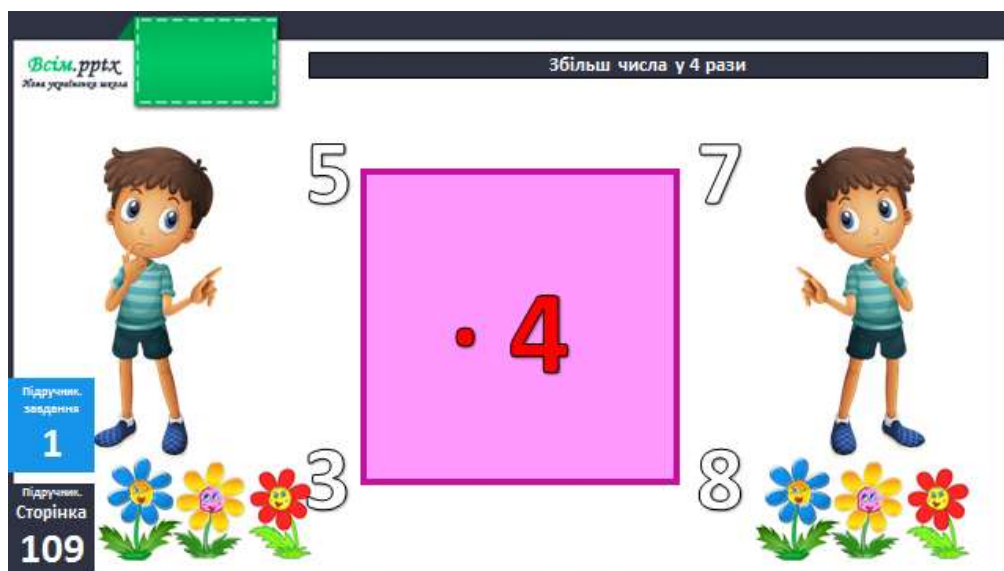 Всім.pptx
Нова українська школа
Збільш числа у 4 рази
5
7
· 4
3
8
Підручник.
завдання
1
Підручник.
Сторінка
109